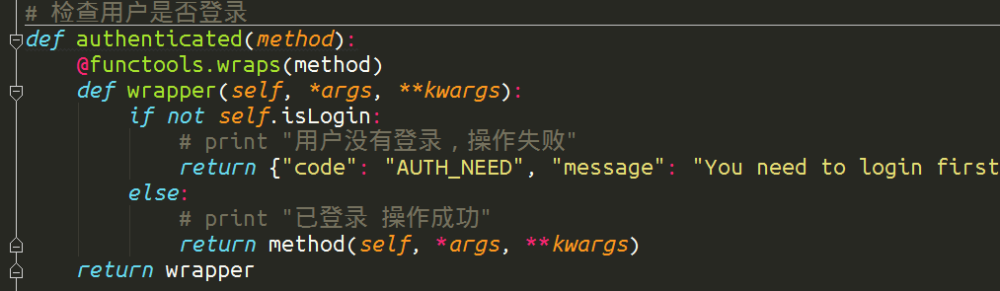 # 检查用户是否登录
def authenticated(method):
    @functools.wraps(method)
    def wrapper(self, *args, **kwargs):
        if not self.isLogin:
            # print "用户没有登录，操作失败"
            return {"code": "AUTH_NEED", "message": "You need to login first
        else:
            # print "已登录 操作成功"
            return method(self, *args, **kwargs)
    return wrapper